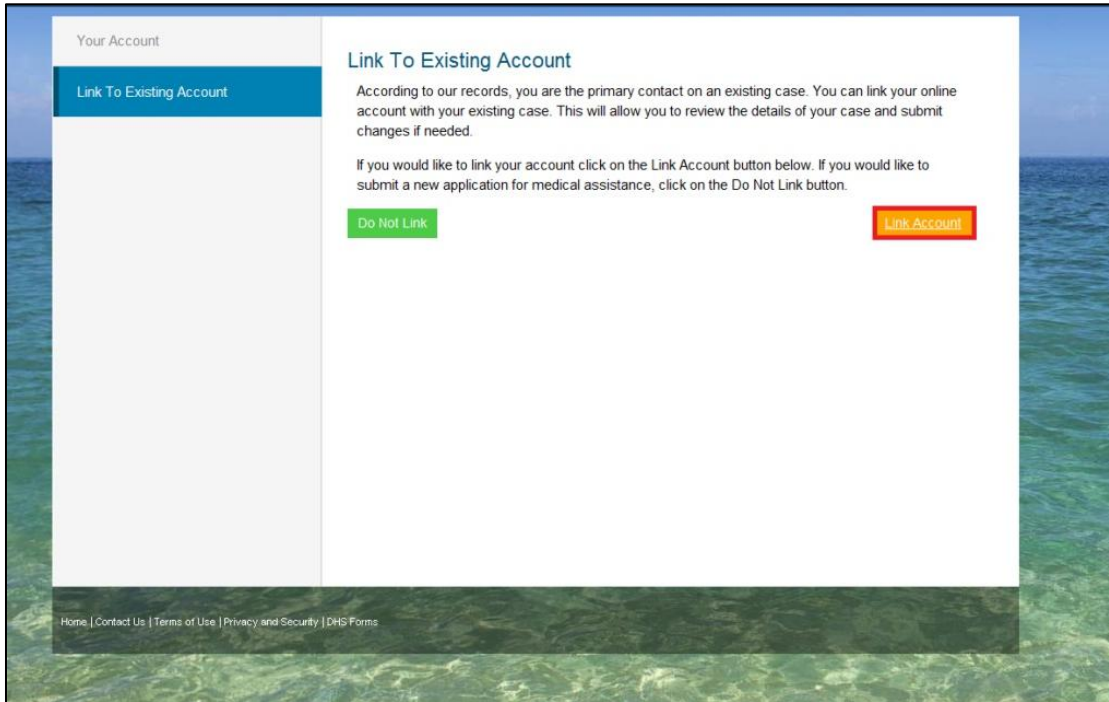 Your Account
Link To Existing Account
Link To Existing Account
According to our records, you are the primary contact on an existing case. You can link your online
account with your existing case. This will allow you to review the details of your case and submit
changes if needed.
If you would like to link your account click on the Link Account button below. If you would like to
submit a new application for medical assistance, click on the Do Not Link button.
Do Not Link
Link Account
Home | Contact Us | Terms of Use | Privacy and Security | DHS Forms